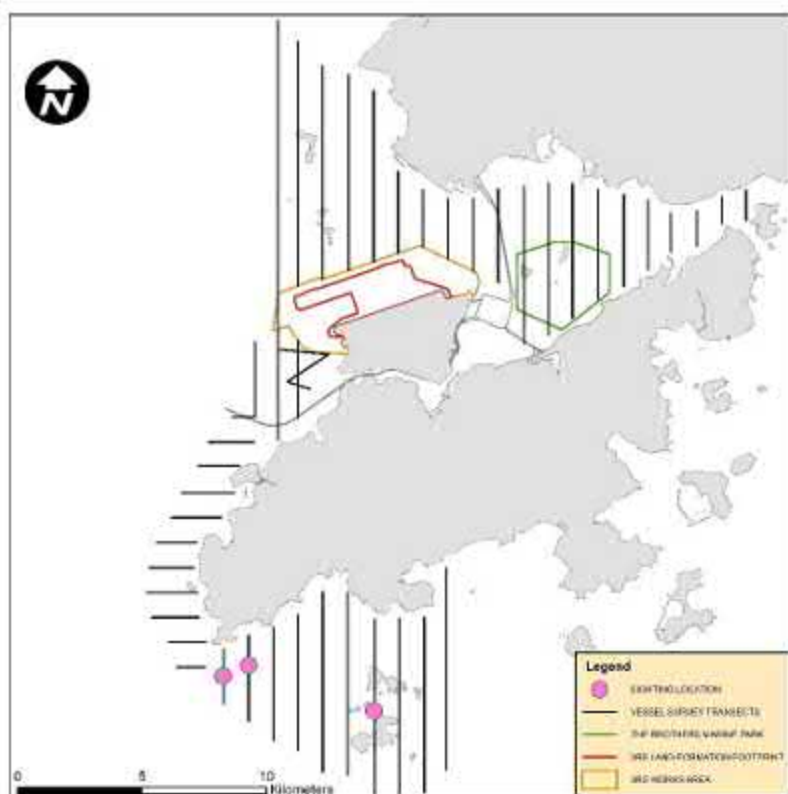 N
Legend
SIGHTING LOCATION
VESSEL SURVEY TRANSECTS
THE BROTHERS MARINE PARK
3RS LAND-FORMATION FOOTPRINT
3RS WORKS AREA
0 5 10
Kilometers